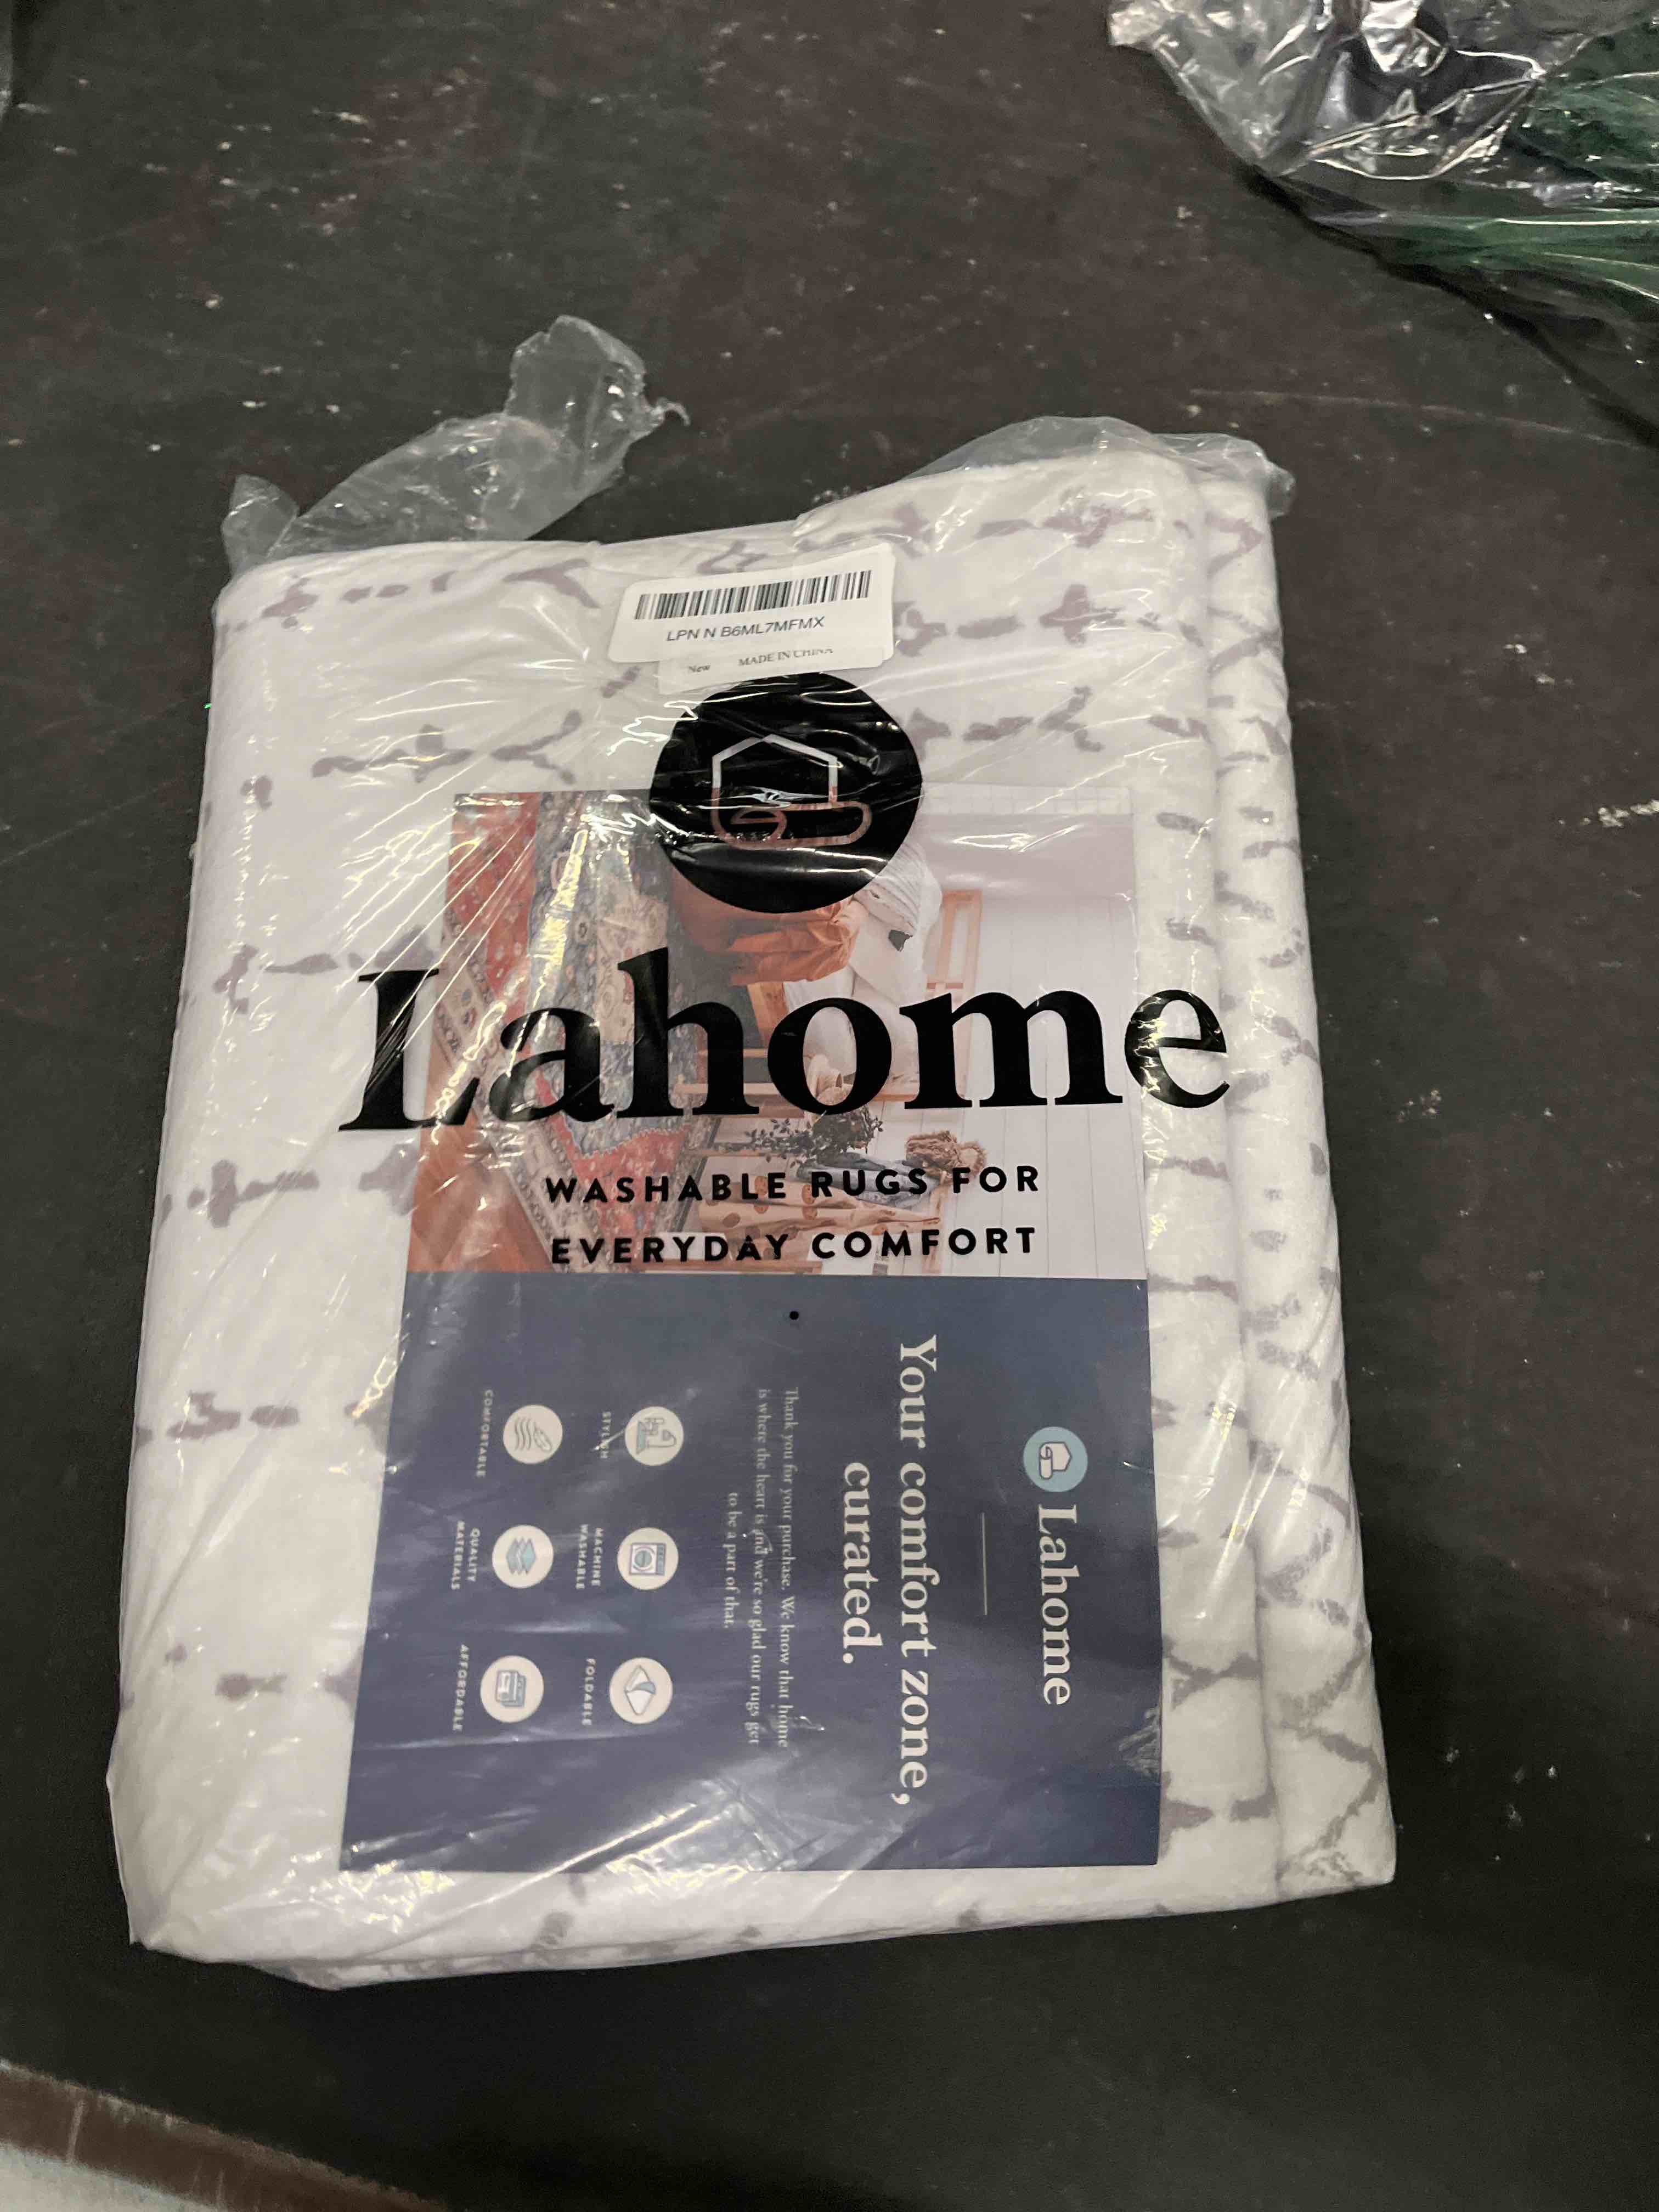 LPN N B6ML7MFMX
New MADE IN CHINA
Lahome
WASHABLE RUGS FOR
EVERYDAY COMFORT
Lahome
Your comfort zone,
curated.
Thank you for your purchase. We know that home
is where the heart is and we're so glad our rugs get
to be a part of that.
STYLISH
MACHINE
WASHABLE
FOLDABLE
COMFORTABLE
QUALITY
MATERIALS
AFFORDABLE